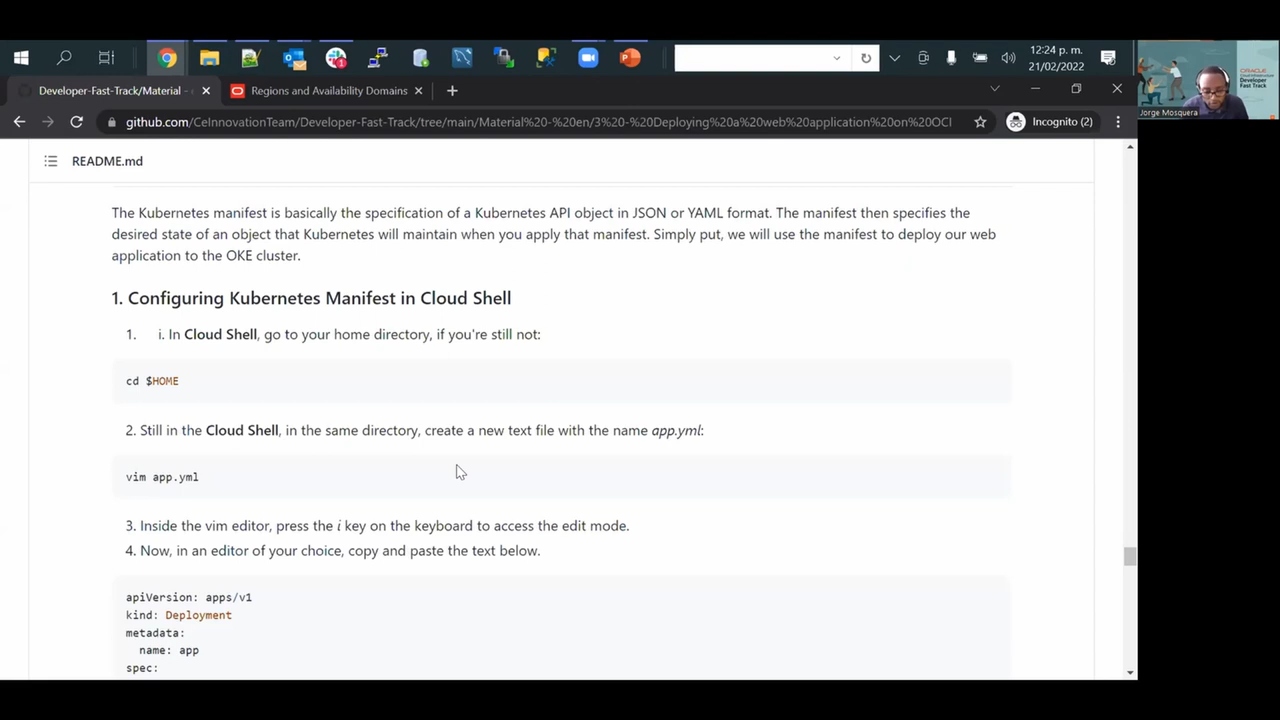 12:24 p.m.
21/02/2022
1
ORACLE
Developer
Fast Track
Jorge Mosquera
Developer-Fast-Track/Material -
Regions and Availability Domains
github.com/CeInnovationTeam/Developer-Fast-Track/tree/main/Material%20-%20en/3%20-%20Deploying%20a%20web%20application%20on%20OCI
Incognito (2)
README.md
The Kubernetes manifest is basically the specification of a Kubernetes API object in JSON or YAML format. The manifest then specifies the
desired state of an object that Kubernetes will maintain when you apply that manifest. Simply put, we will use the manifest to deploy our web
application to the OKE cluster.
1. Configuring Kubernetes Manifest in Cloud Shell
1. i. In Cloud Shell, go to your home directory, if you're still not:
cd $HOME
2. Still in the Cloud Shell, in the same directory, create a new text file with the name app.yml:
vim app.yml
3. Inside the vim editor, press the i key on the keyboard to access the edit mode.
4. Now, in an editor of your choice, copy and paste the text below.
apiVersion: apps/v1
kind: Deployment
metadata:
name: app
spec: